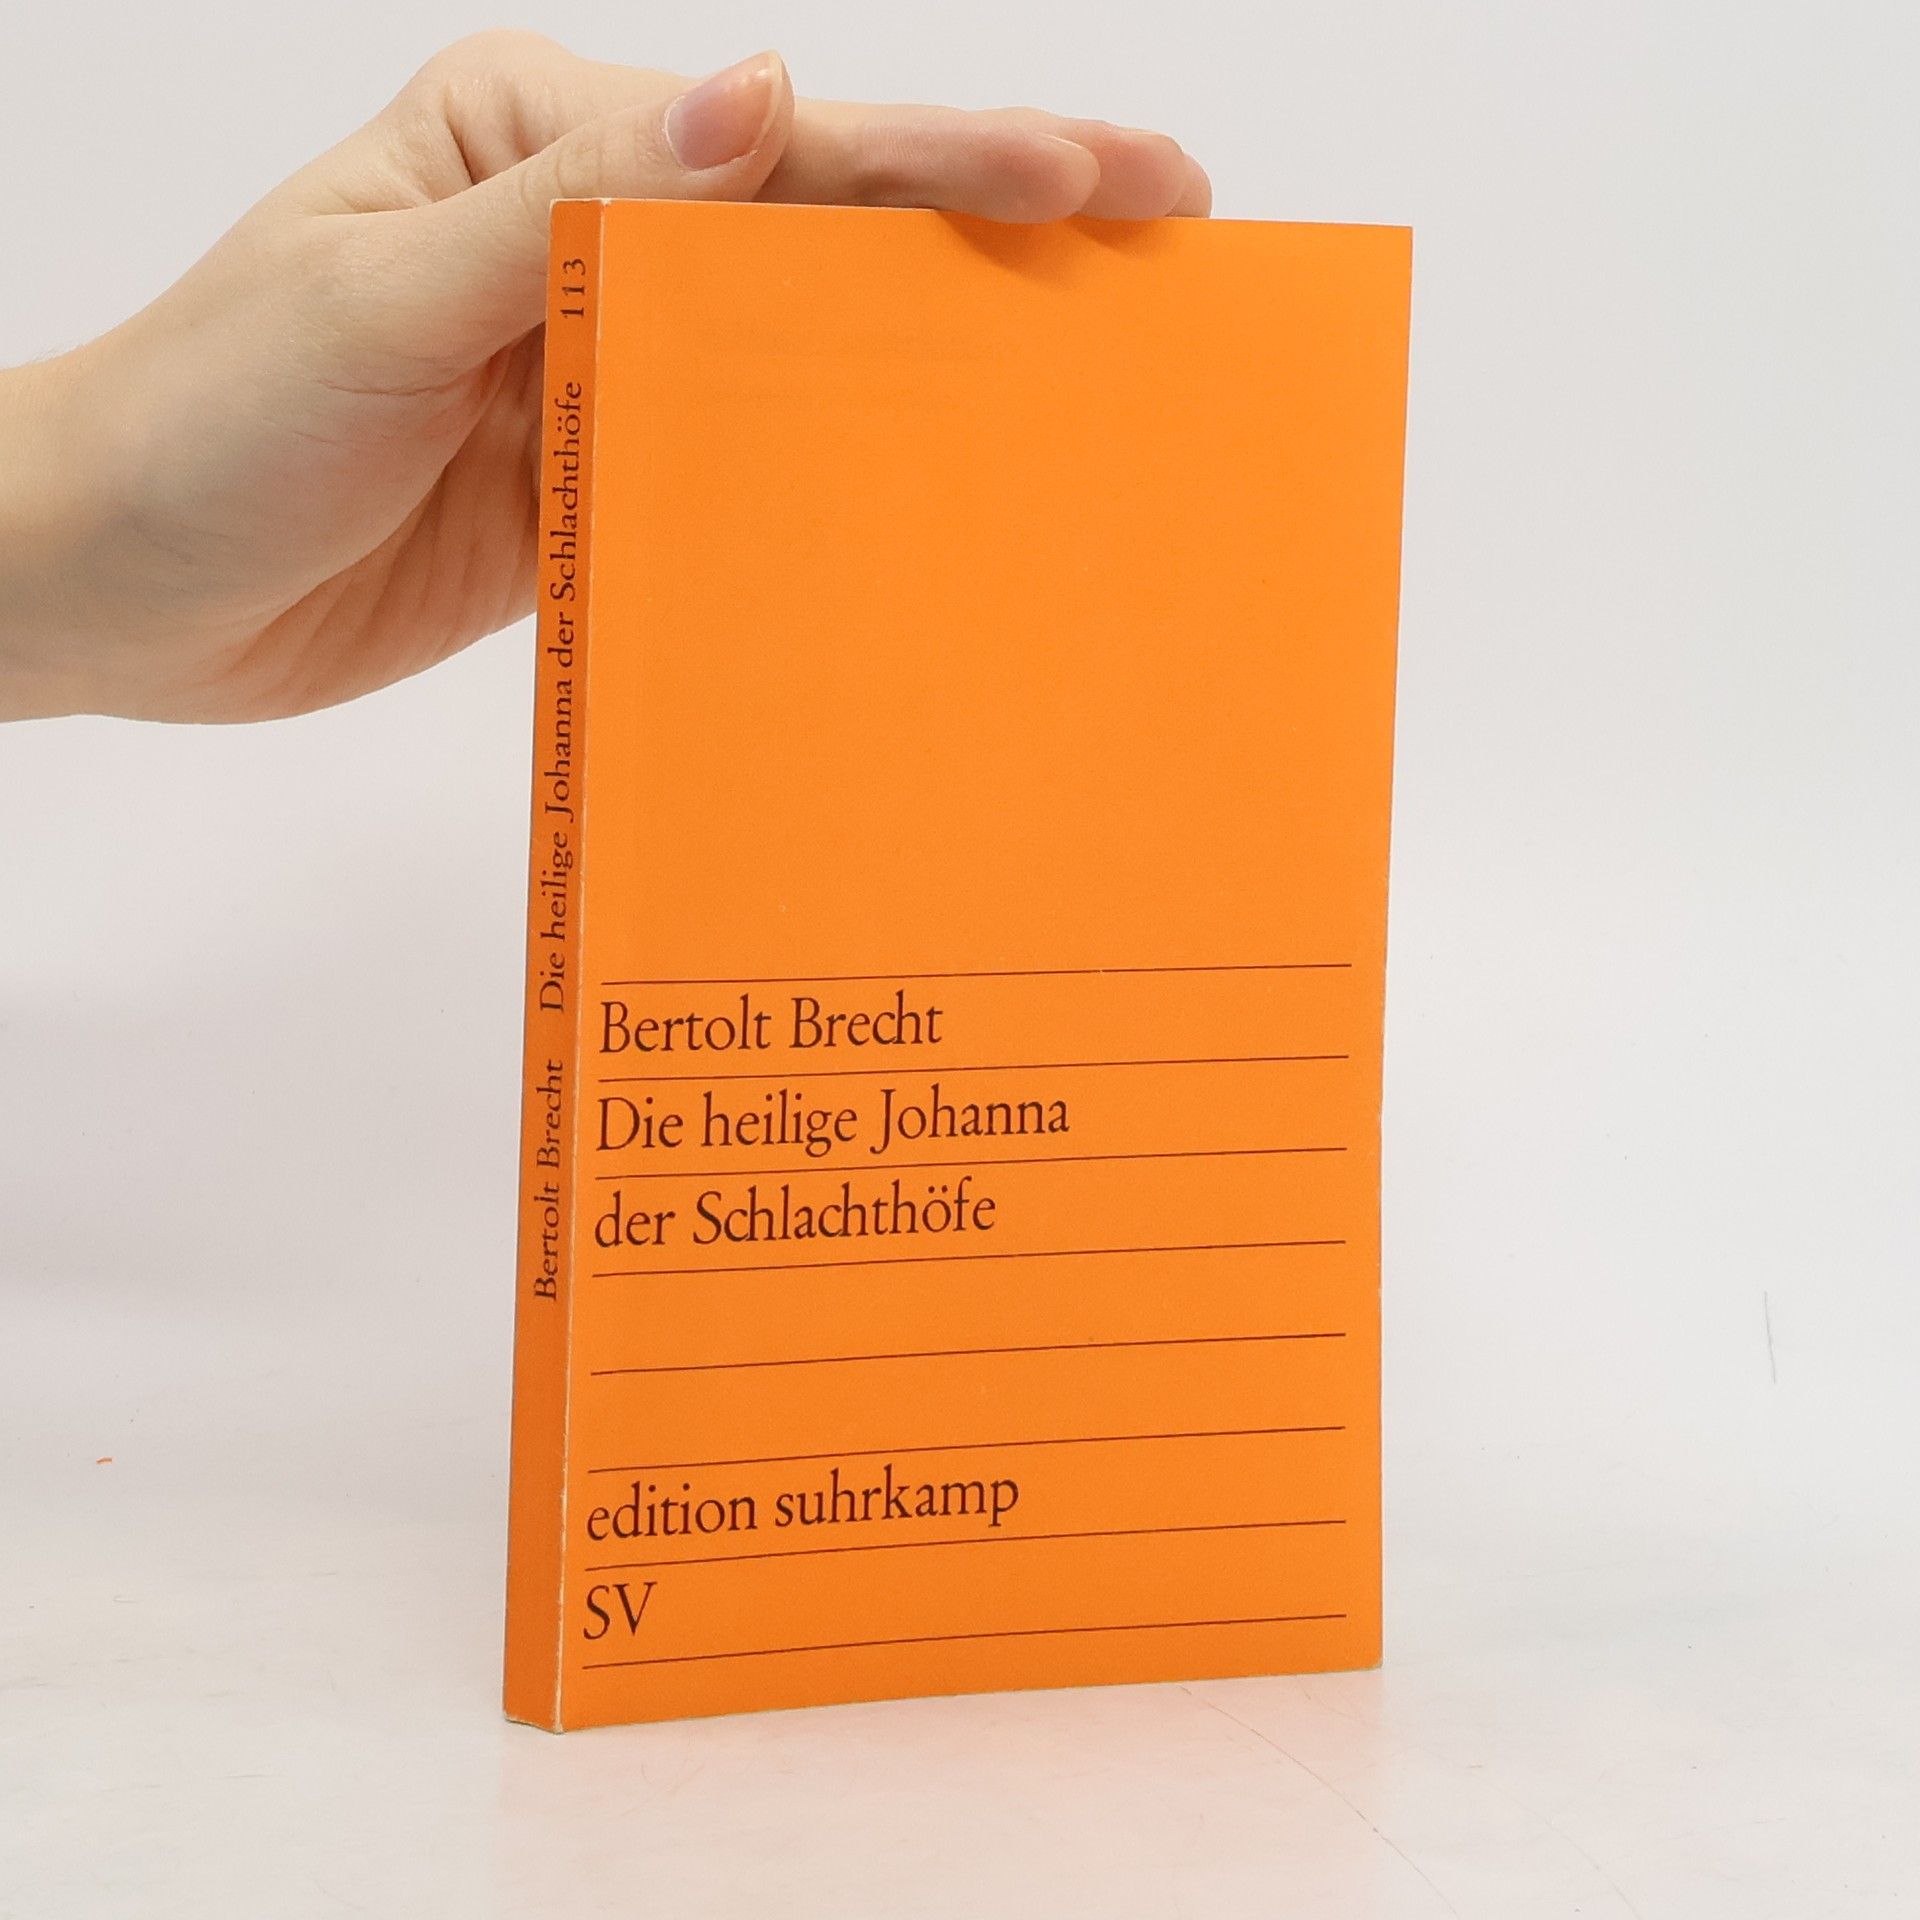 Bertolt Brecht Die heilige Johanna der Schlachthöfe 113
Bertolt Brecht
Die heilige Johanna
der Schlachthöfe
edition suhrkamp
SV